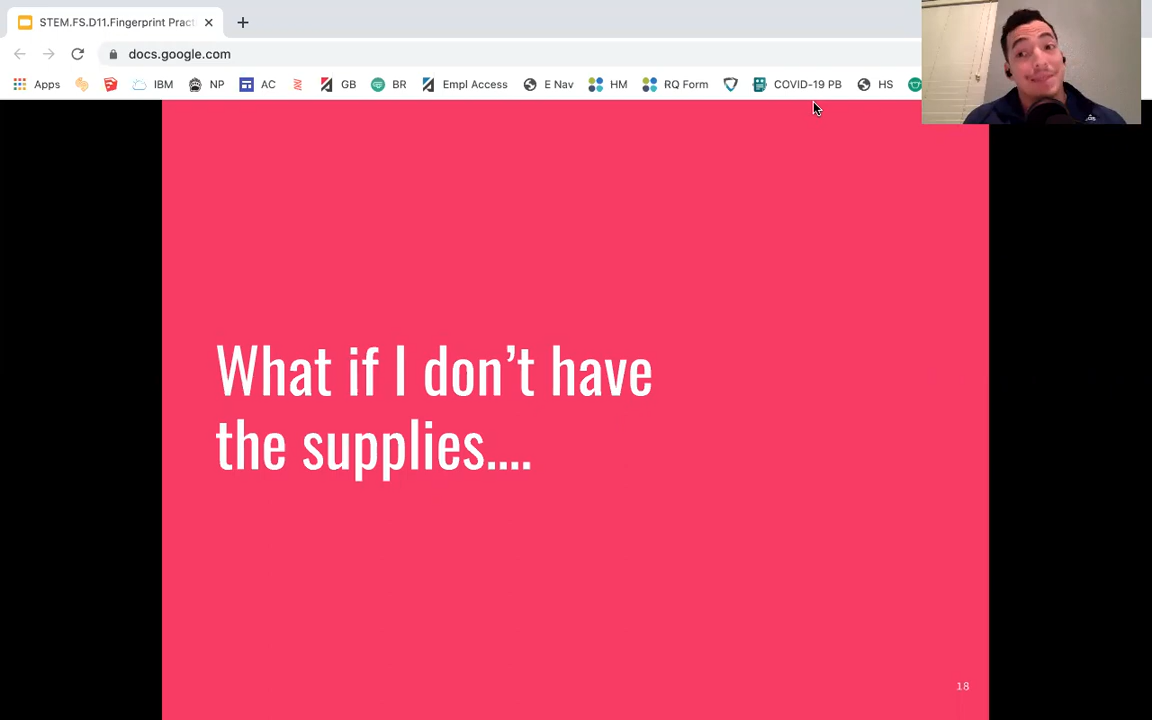 STEM.FS.D11.Fingerprint Pract
docs.google.com
Apps IBM NP AC GB BR Empl Access E Nav HM RQ Form COVID-19 PB HS
What if I don’t have
the supplies....
18